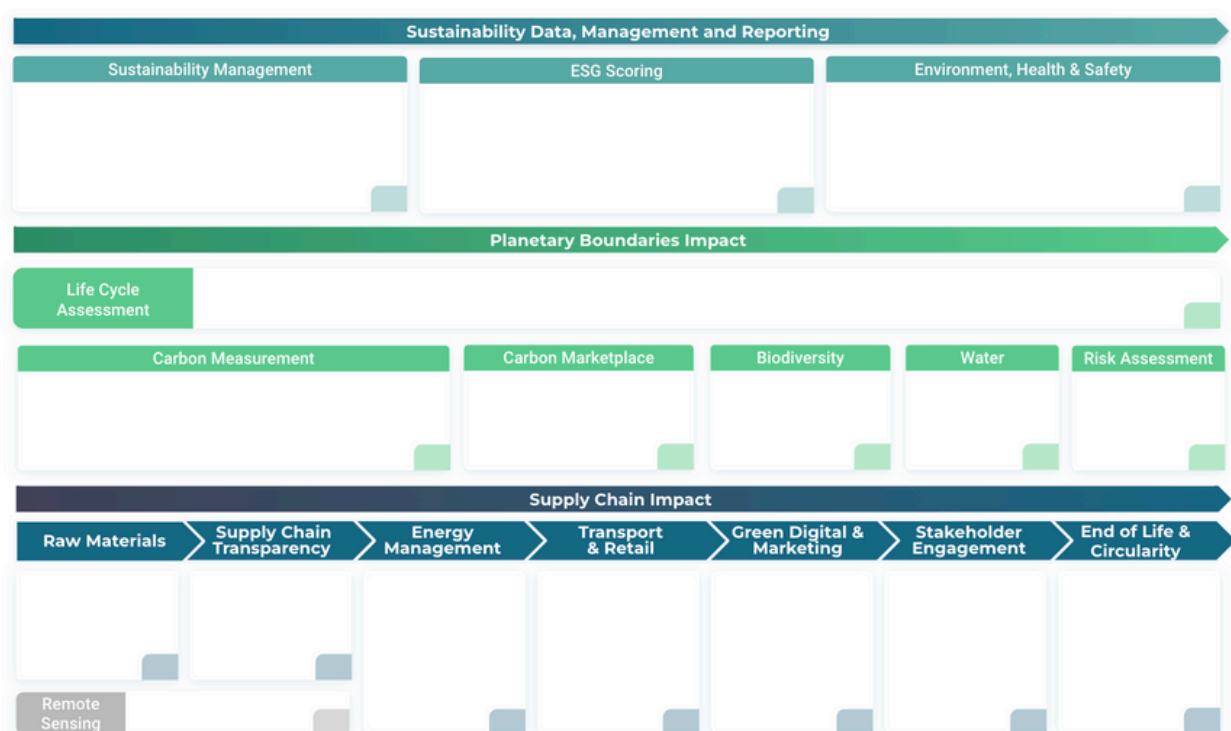 Sustainability Data, Management and Reporting
Sustainability Management
ESG Scoring
Environment, Health & Safety
Planetary Boundaries Impact
Life Cycle
Assessment
Carbon Measurement
Carbon Marketplace
Biodiversity
Water
Risk Assessment
Supply Chain Impact
Raw Materials
Supply Chain
Transparency
Energy
Management
Transport
& Retail
Green Digital &
Marketing
Stakeholder
Engagement
End of Life &
Circularity
Remote
Sensing